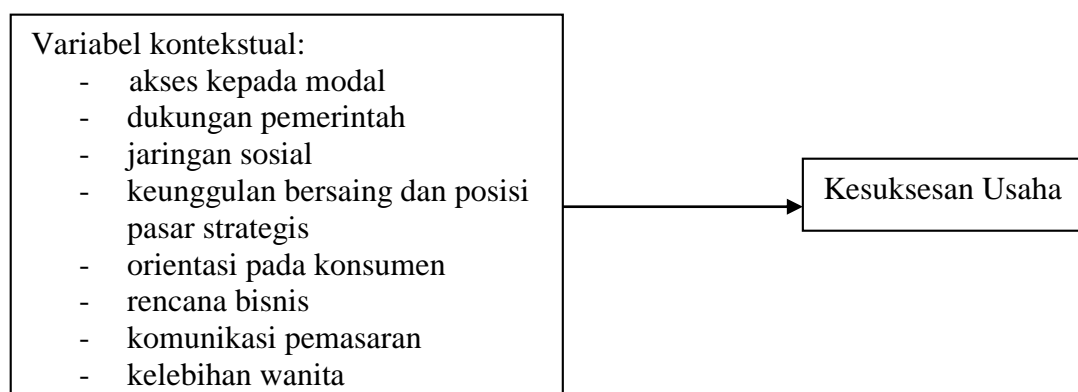 Variabel kontekstual:
- akses kepada modal
- dukungan pemerintah
- jaringan sosial
- keunggulan bersaing dan posisi
pasar strategis
- orientasi pada konsumen
- rencana bisnis
- komunikasi pemasaran
- kelebihan wanita
Kesuksesan Usaha